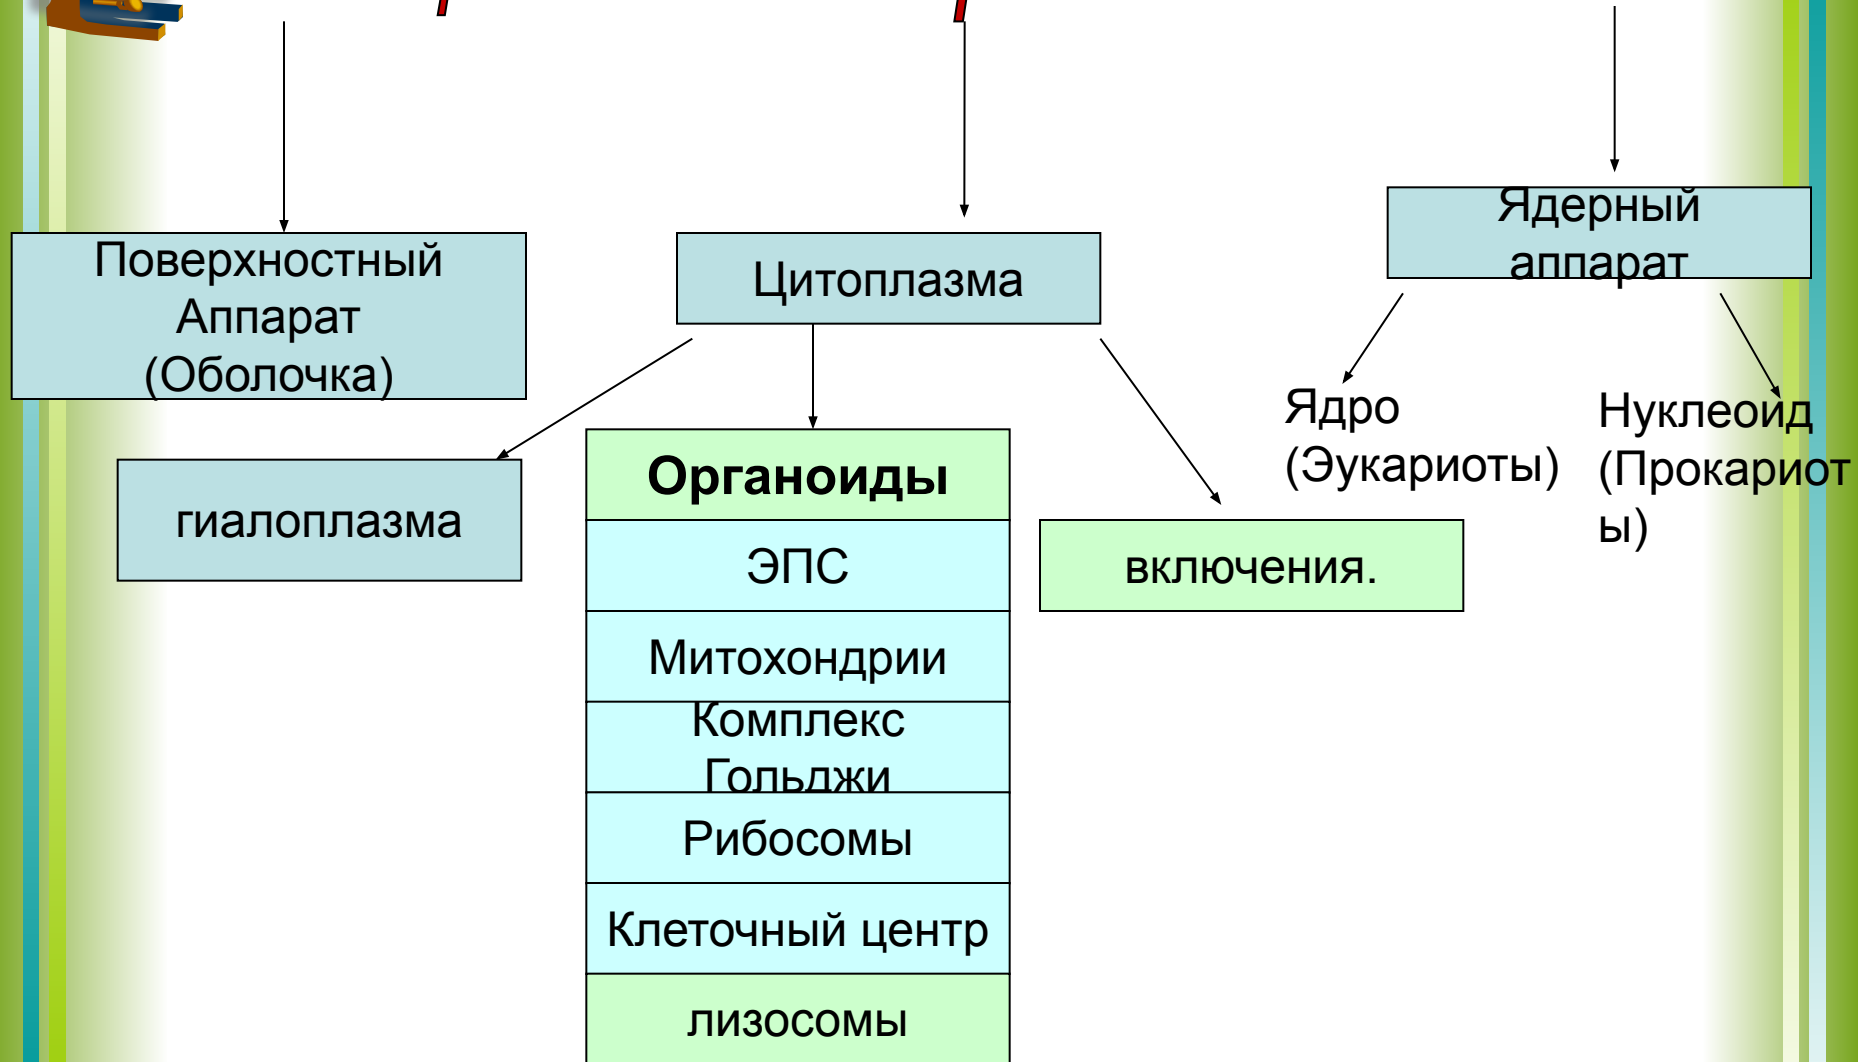 Поверхностный
Аппарат
(Оболочка)
Цитоплазма
Ядерный
аппарат
Ядро
(Эукариоты)
Нуклеоид
(Прокариот
ы)
гиалоплазма
Органоиды
ЭПС
Митохондрии
Комплекс
Гольджи
Рибосомы
Клеточный центр
лизосомы
включения.